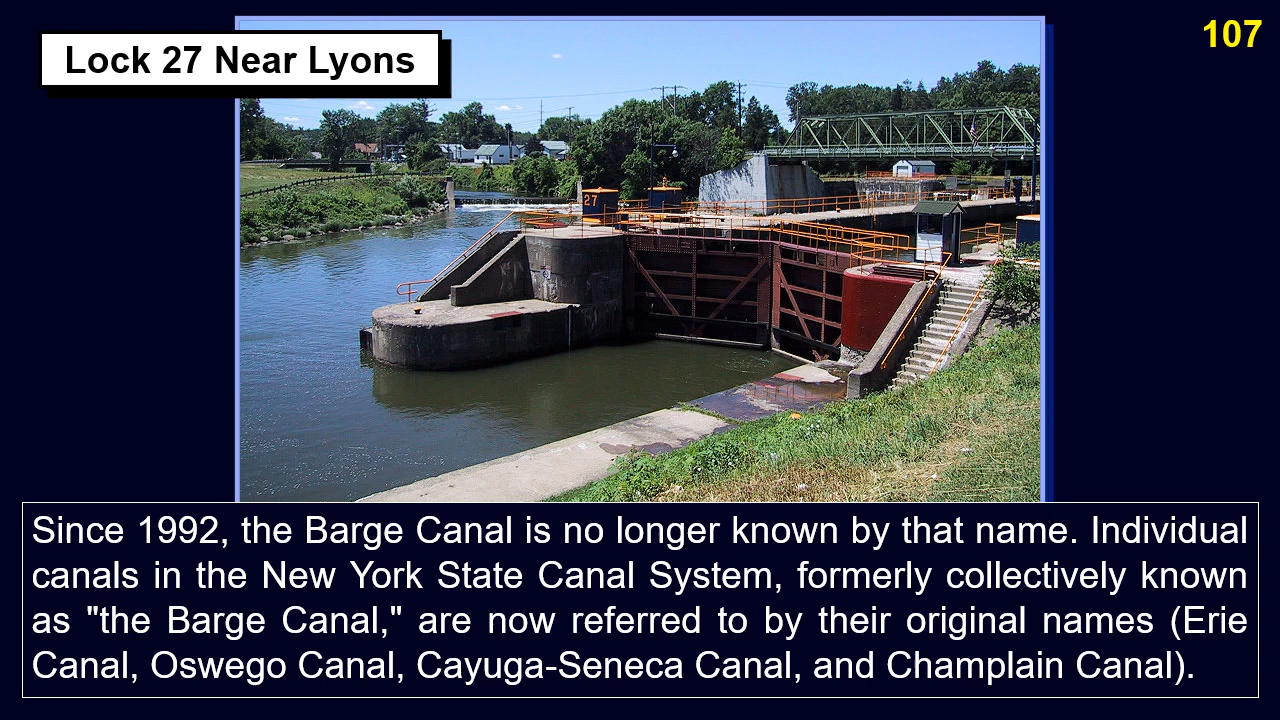 107
Lock 27 Near Lyons
27
Since 1992, the Barge Canal is no longer known by that name. Individual
canals in the New York State Canal System, formerly collectively known
as "the Barge Canal," are now referred to by their original names (Erie
Canal, Oswego Canal, Cayuga-Seneca Canal, and Champlain Canal).